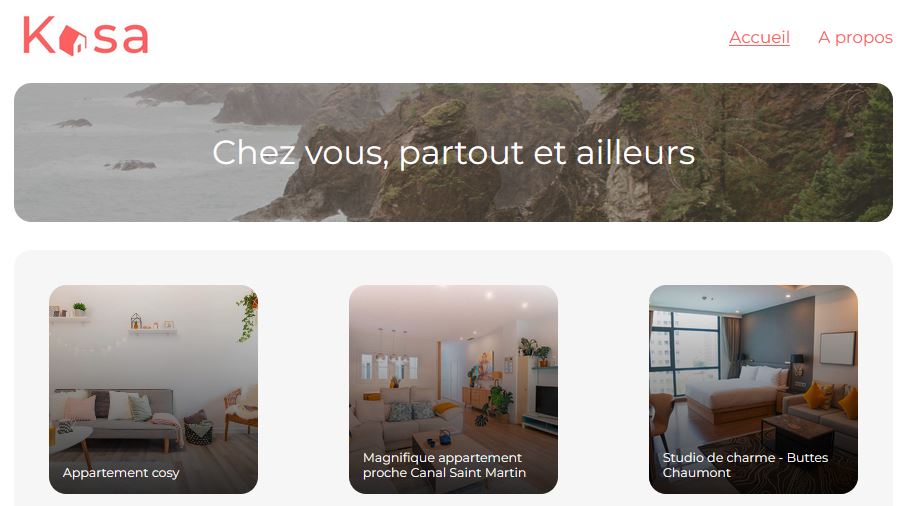 Kasa
Accueil
A propos
Chez vous, partout et ailleurs
Appartement cosy
Magnifique appartement
proche Canal Saint Martin
Studio de charme - Buttes
Chaumont